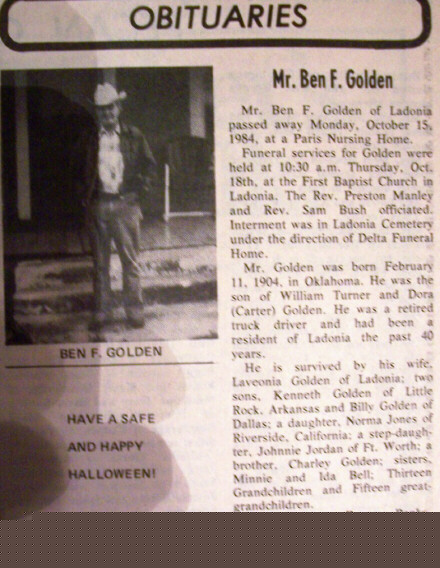 OBITUARIES
BEN F. GOLDEN
HAVE A SAFE
AND HAPPY
HALLOWEEN!
Mr. Ben F. Golden
Mr. Ben F. Golden of Ladonia
passed away Monday, October 15,
1984, at a Paris Nursing Home.
Funeral services for Golden were
held at 10:30 a.m. Thursday, Oct.
18th, at the First Baptist Church in
Ladonia. The Rev. Preston Manley
and Rev. Sam Bush officiated.
Interment was in Ladonia Cemetery
under the direction of Delta Funeral
Home.
Mr. Golden was born February
11, 1904, in Oklahoma. He was the
son of William Turner and Dora
(Carter) Golden. He was a retired
truck driver and had been a
resident of Ladonia the past 40
years.
He is survived by his wife,
Laveonia Golden of Ladonia; two
sons, Kenneth Golden of Little
Rock, Arkansas and Billy Golden of
Dallas; a daughter, Norma Jones of
Riverside, California; a step-daugh-
ter, Johnnie Jordan of Ft. Worth; a
brother, Charley Golden; sisters,
Minnie and Ida Bell; Thirteen
Grandchildren and Fifteen great-
grandchildren.